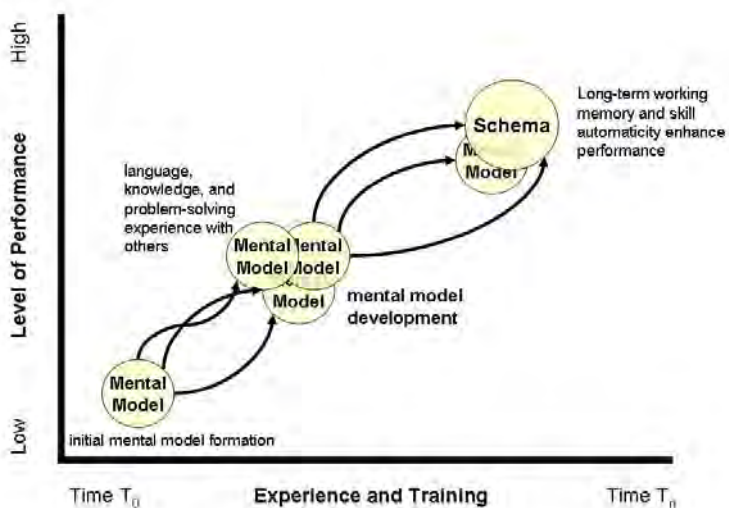 High
Level of Performance
Low
Long-term working
memory and skill
automaticity enhance
performance
Schema
Model
language,
knowledge, and
problem-solving
experience with
others
Mental
Model
Mental
Model
Model
mental model
development
Mental
Model
initial mental model formation
Time T0
Experience and Training
Time Tn